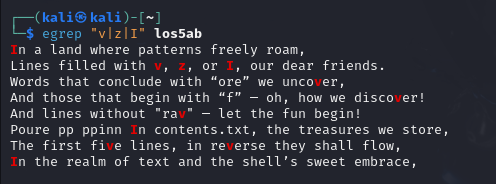 ┌──(kali㉿kali)-[~]
└─$ egrep "v|z|I" los5ab
In a land where patterns freely roam,
Lines filled with v, z, or I, our dear friends.
Words that conclude with “ore” we uncover,
And those that begin with “f” — oh, how we discover!
And lines without "rav" — let the fun begin!
Poure pp ppinn In contents.txt, the treasures we store,
The first five lines, in reverse they shall flow,
In the realm of text and the shell’s sweet embrace,